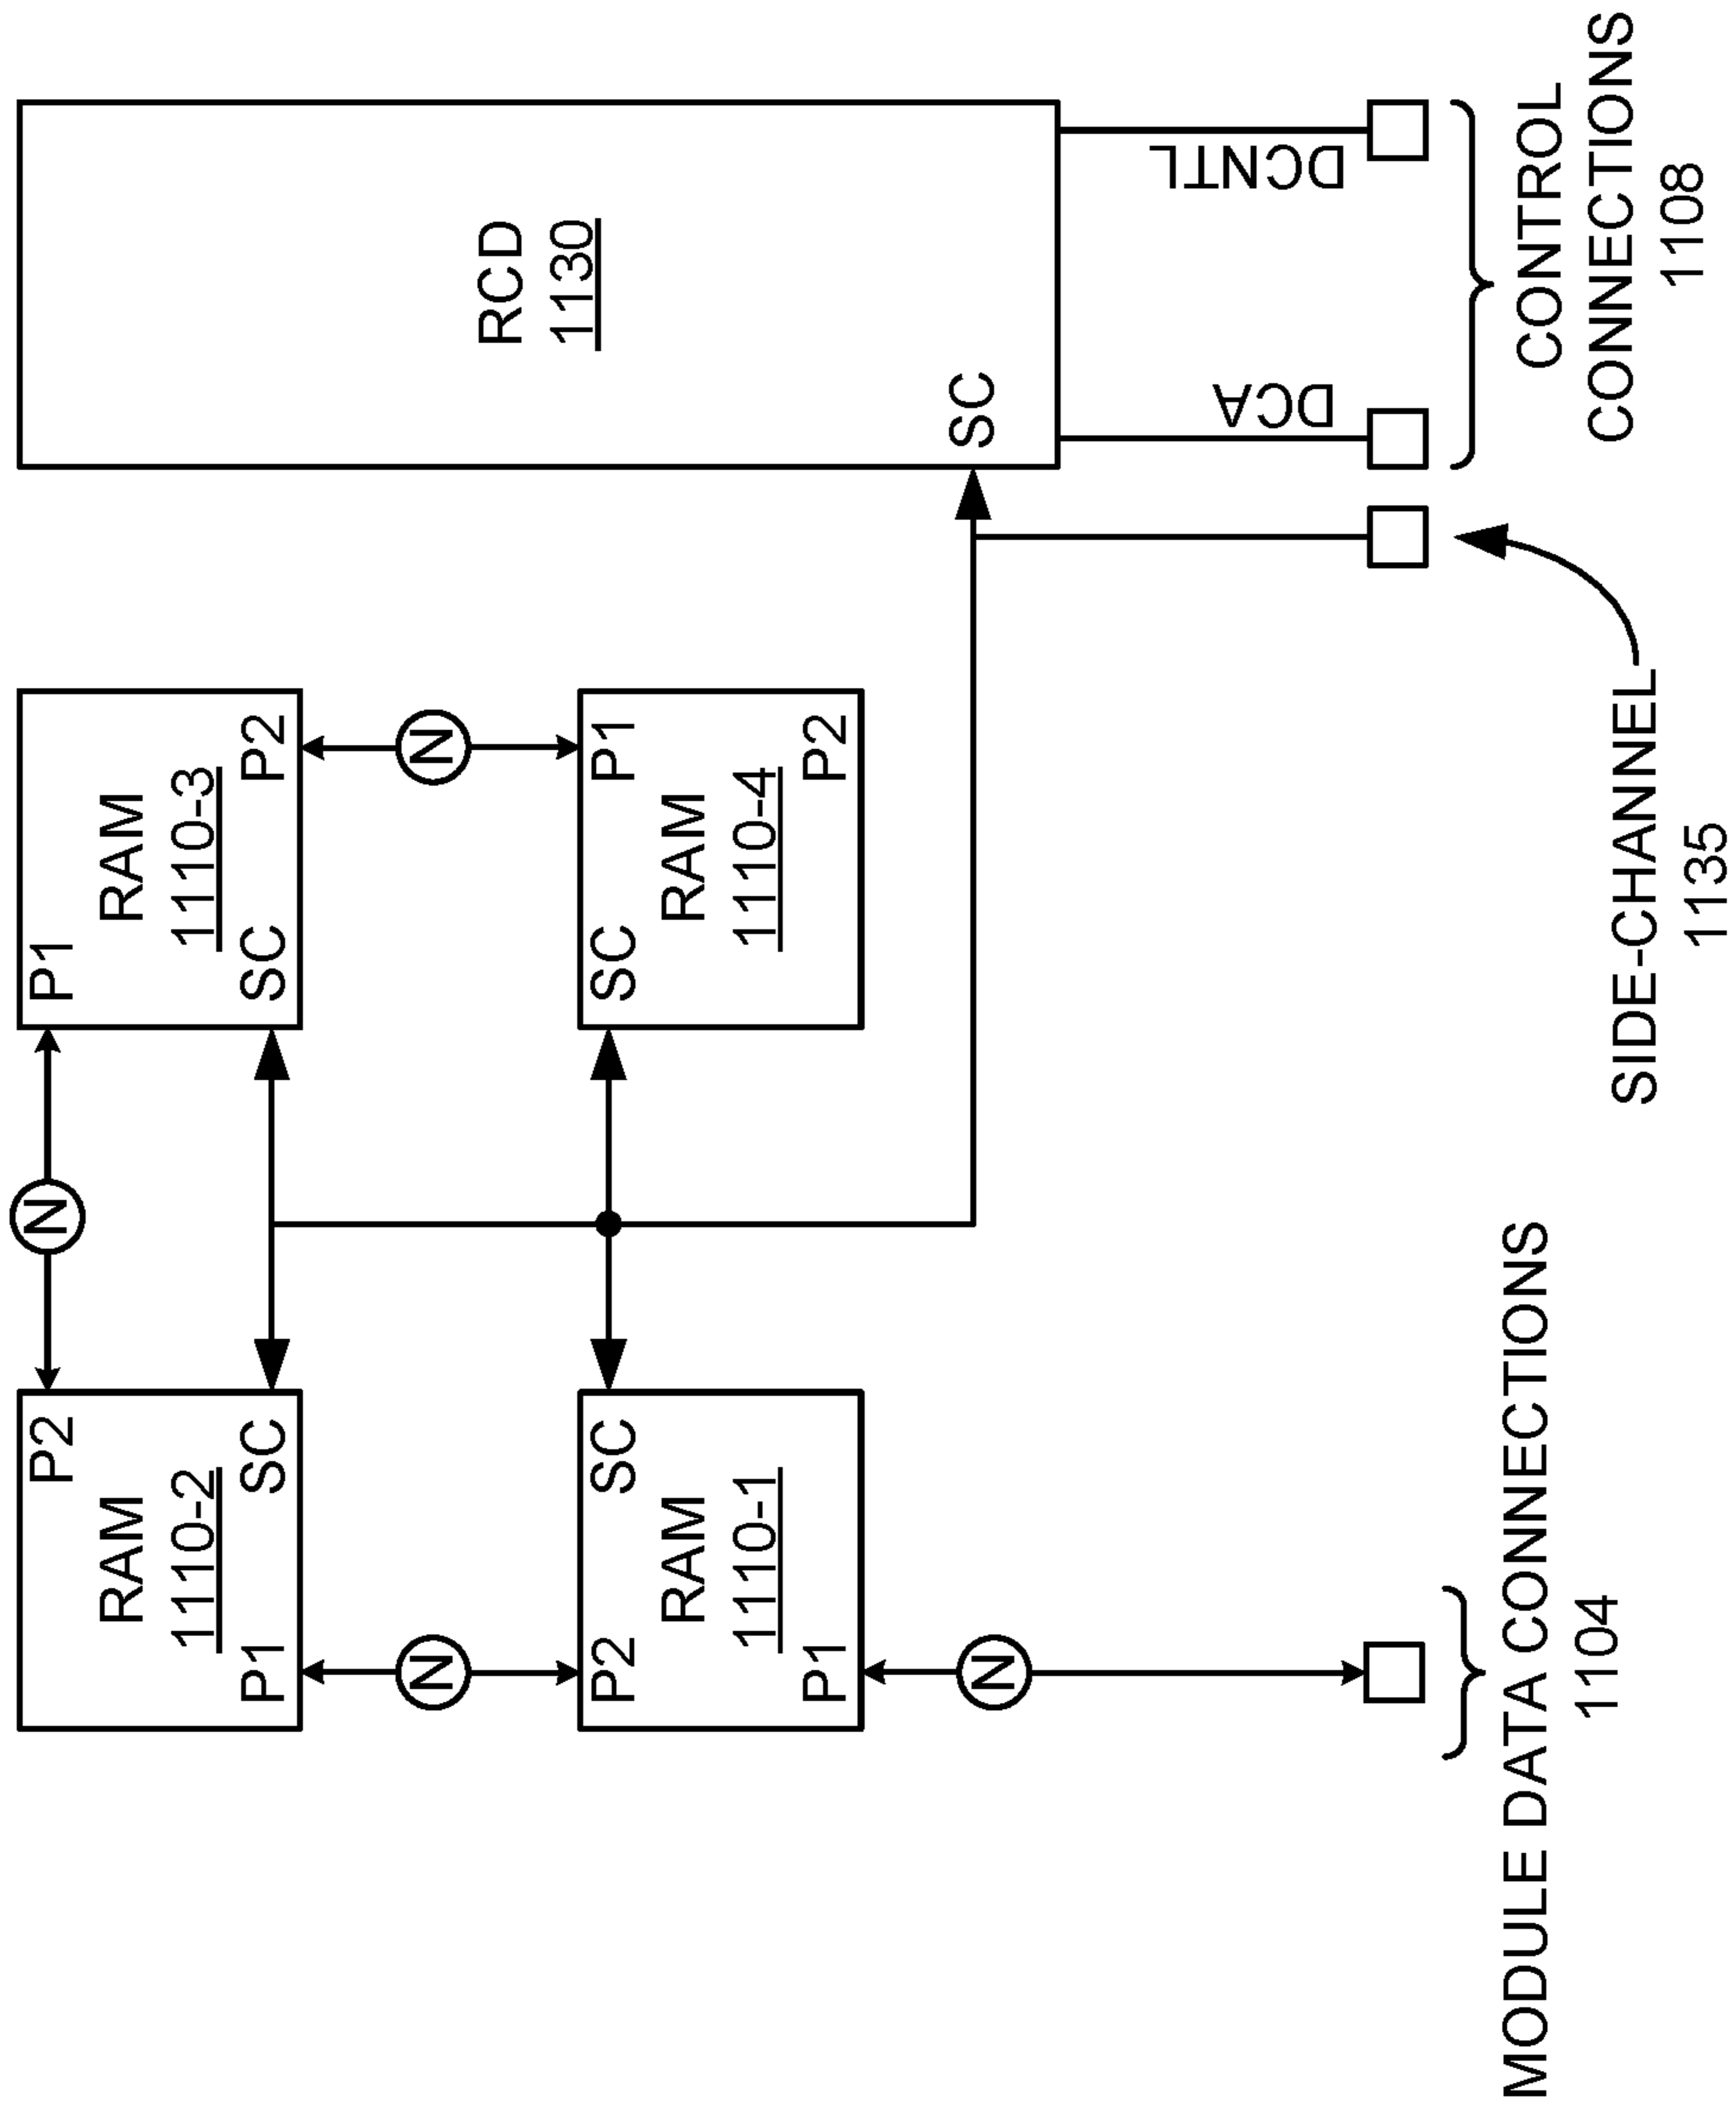 P2
RAM
1110-2
P1
SC
N
P1
RAM
1110-3
SC
P2
RCD
1130
SC
N
N
P2
SC
RAM
1110-1
P1
SC
P1
RAM
1110-4
P2
N
DCA
DCNTL
MODULE DATA CONNECTIONS
1104
SIDE-CHANNEL
1135
CONTROL
CONNECTIONS
1108